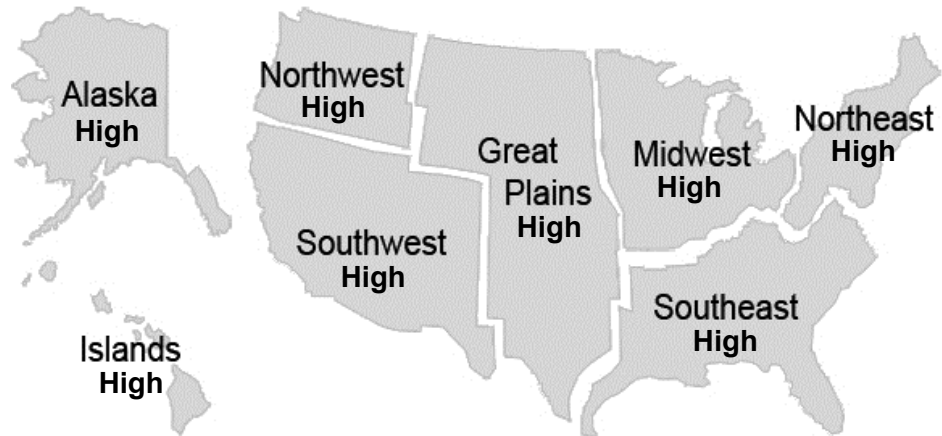 Alaska
High
Northwest
High
Southwest
High
Great
Plains
High
Midwest
High
Northeast
High
Southeast
High
Islands
High